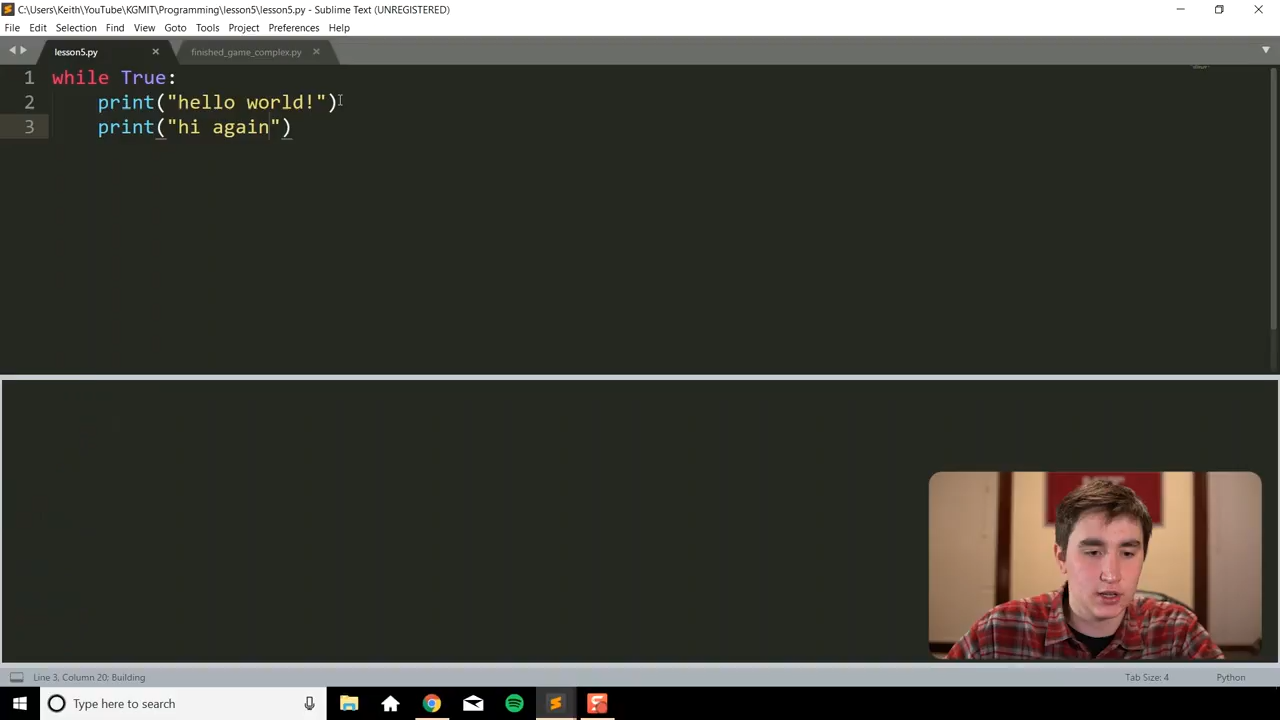 C:\Users\Keith\YouTube\KGMIT\Programming\lesson5\lesson5.py - Sublime Text (UNREGISTERED)
File Edit Selection Find View Goto Tools Project Preferences Help
lesson5.py finished_game_complex.py
1 while True:
2 print("hello world!")
3 print("hi again")
Line 3, Column 20: Building Tab Size: 4 Python
Type here to search